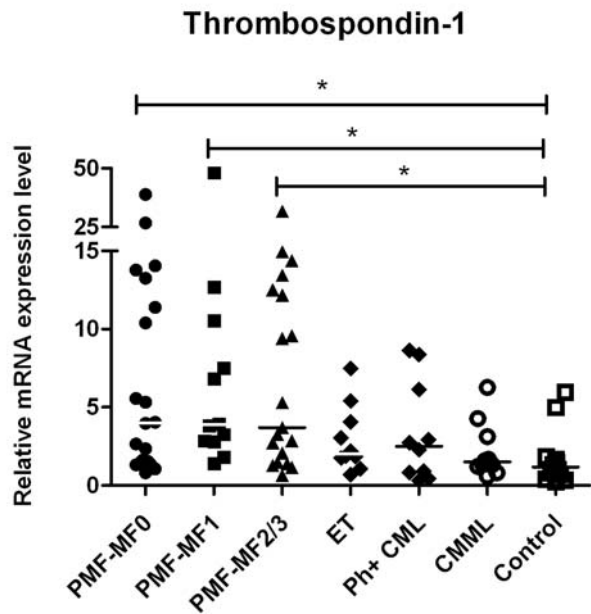 Thrombospondin-1
*
*
*
Relative mRNA expression level
50
25
15
10
5
0
PMF-MF0
PMF-MF1
PMF-MF2/3
ET
Ph+ CML
CMML
Control